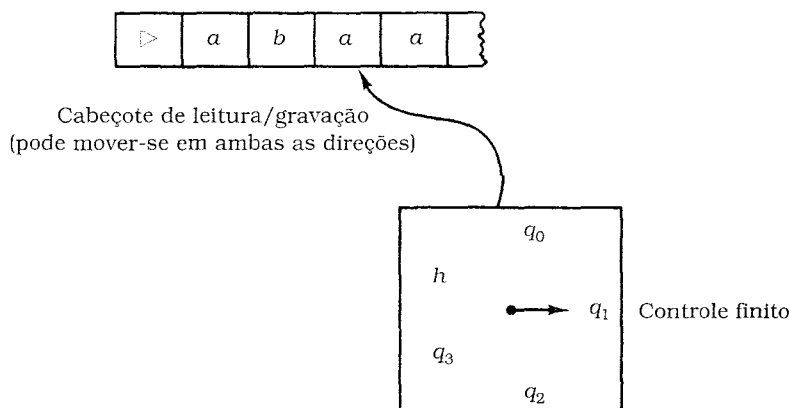 ▷ a b a a
Cabeçote de leitura/gravação
(pode mover-se em ambas as direções)
q0
h
q1 Controle finito
q3
q2